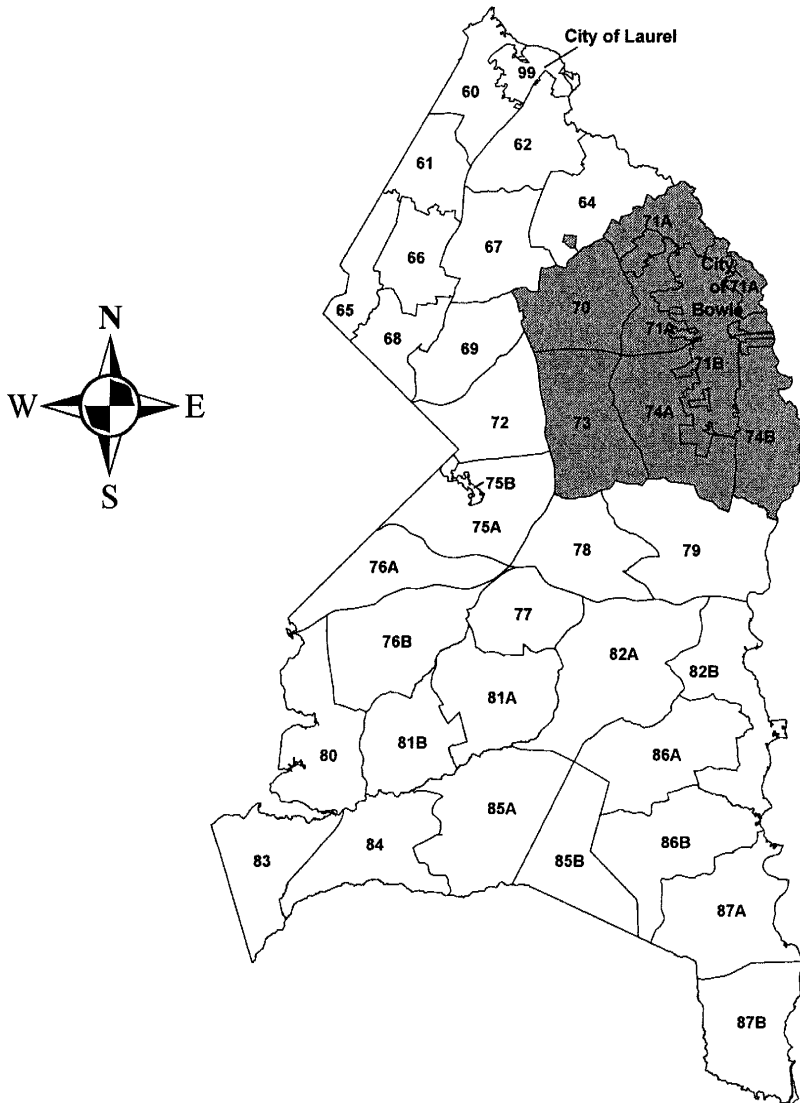 City of Laurel
99
60
62
61
64
71A
66
67
City
of 71A
Bowie
70
65
71A
68
69
71B
N
W E
S
72
73
74A
74B
75B
75A
78
79
76A
77
76B
82A
82B
81A
81B
80
86A
85A
84
86B
83
85B
87A
87B